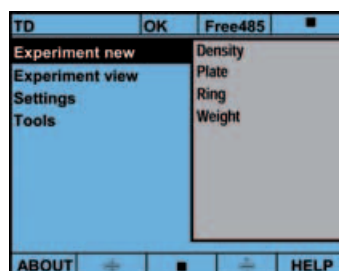 TD OK Free485
Experiment new
Experiment view
Settings
Tools
Density
Plate
Ring
Weight
ABOUT HELP